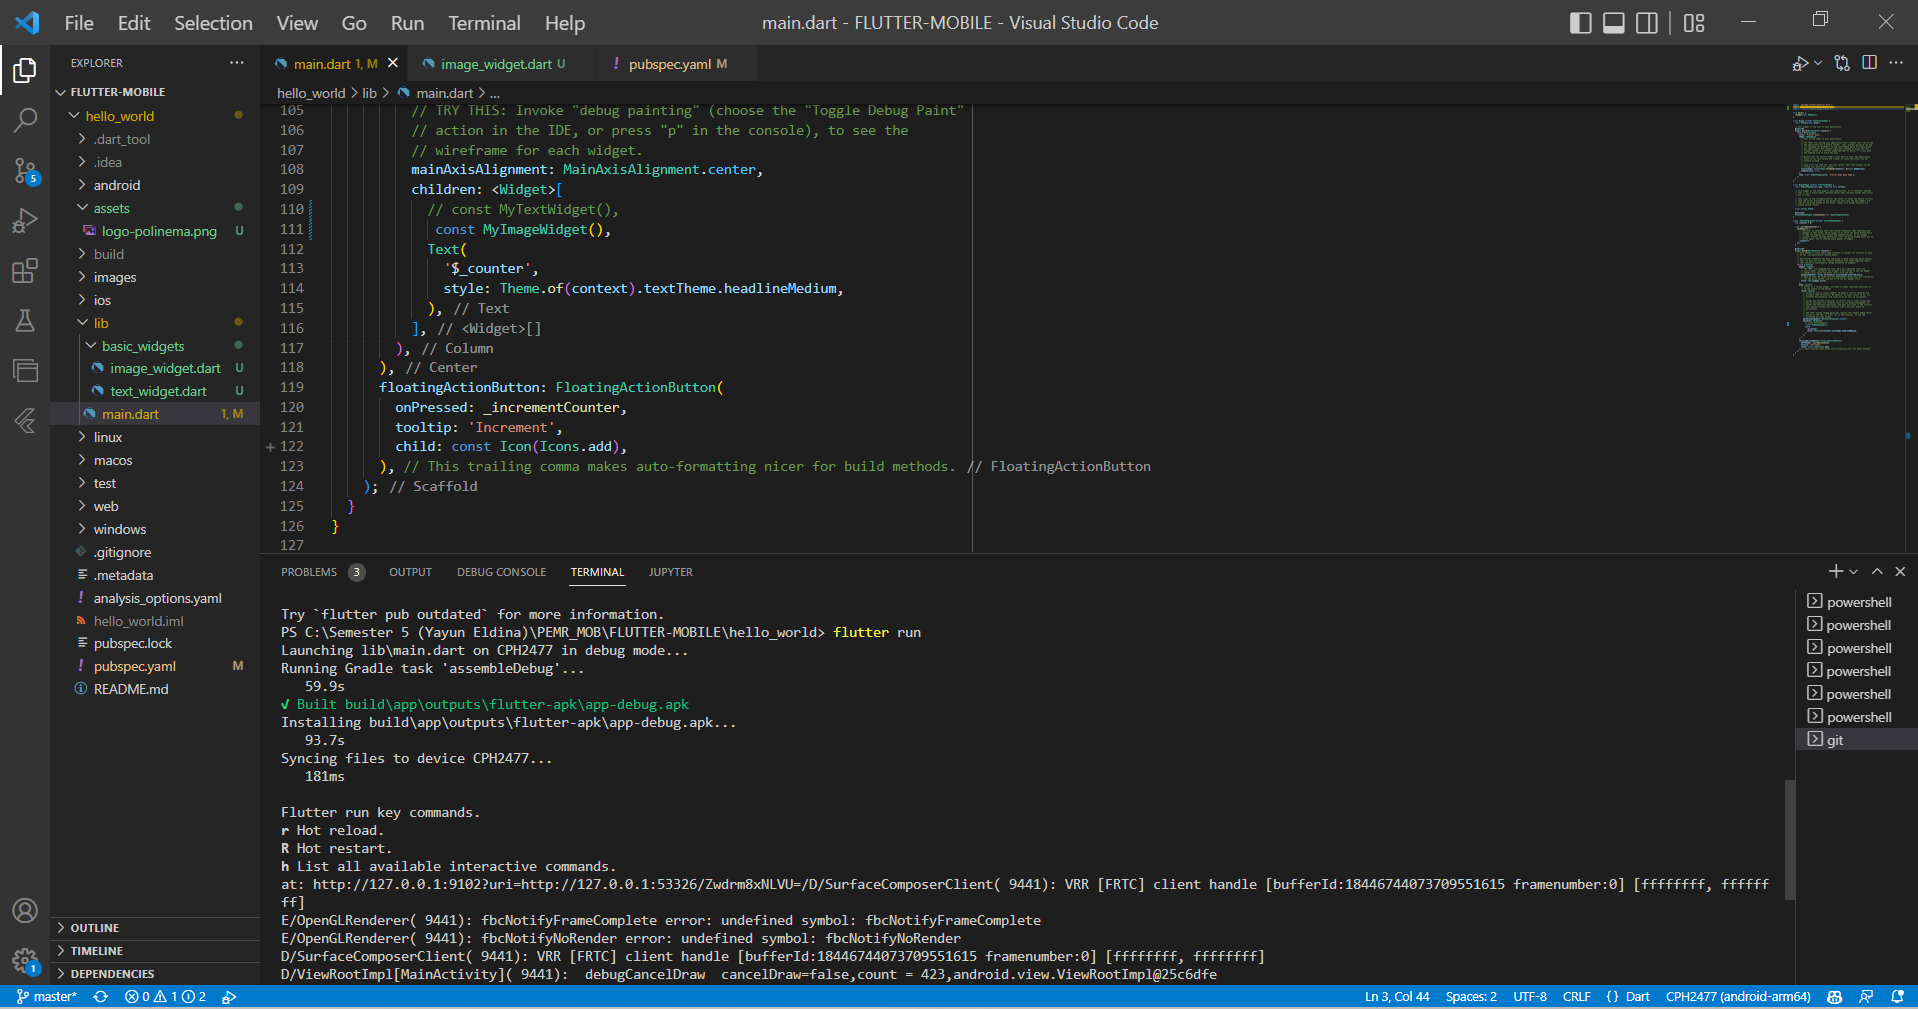 File Edit Selection View Go Run Terminal Help
main.dart - FLUTTER-MOBILE - Visual Studio Code
EXPLORER
FLUTTER-MOBILE
hello_world
.dart_tool
.idea
android
assets
logo-polinema.png U
build
images
ios
lib
basic_widgets
image_widget.dart U
text_widget.dart U
main.dart 1, M
linux
macos
test
web
windows
.gitignore
.metadata
analysis_options.yaml
hello_world.iml
pubspec.lock
pubspec.yaml M
README.md
OUTLINE
TIMELINE
DEPENDENCIES
5
1
main.dart 1, M
image_widget.dart U
pubspec.yaml M
hello_world > lib > main.dart > ...
105 // TRY THIS: Invoke "debug painting" (choose the "Toggle Debug Paint"
106 // action in the IDE, or press "p" in the console), to see the
107 // wireframe for each widget.
108 mainAxisAlignment: MainAxisAlignment.center,
109 children: <Widget>[
110 // const MyTextWidget(),
111 const MyImageWidget(),
112 Text(
113 '$_counter',
114 style: Theme.of(context).textTheme.headlineMedium,
115 ), // Text
116 ], // <Widget>[]
117 ), // Column
118 ), // Center
119 floatingActionButton: FloatingActionButton(
120 onPressed: _incrementCounter,
121 tooltip: 'Increment',
122 child: const Icon(Icons.add),
123 ), // This trailing comma makes auto-formatting nicer for build methods. // FloatingActionButton
124 ); // Scaffold
125 }
126 }
127
PROBLEMS 3 OUTPUT DEBUG CONSOLE TERMINAL JUPYTER
Try `flutter pub outdated` for more information.
PS C:\Semester 5 (Yayun Eldina)\PEMR_MOB\FLUTTER-MOBILE\hello_world> flutter run
Launching lib\main.dart on CPH2477 in debug mode...
Running Gradle task 'assembleDebug'...
59.9s
√ Built build\app\outputs\flutter-apk\app-debug.apk
Installing build\app\outputs\flutter-apk\app-debug.apk...
93.7s
Syncing files to device CPH2477...
181ms
Flutter run key commands.
r Hot reload.
R Hot restart.
h List all available interactive commands.
at: http://127.0.0.1:9102?uri=http://127.0.0.1:53326/Zwdrm8xNLVU=/D/SurfaceComposerClient( 9441): VRR [FRTC] client handle [bufferId:18446744073709551615 framenumber:0] [ffffffff, ffffff
ff]
E/OpenGLRenderer( 9441): fbcNotifyFrameComplete error: undefined symbol: fbcNotifyFrameComplete
E/OpenGLRenderer( 9441): fbcNotifyNoRender error: undefined symbol: fbcNotifyNoRender
D/SurfaceComposerClient( 9441): VRR [FRTC] client handle [bufferId:18446744073709551615 framenumber:0] [ffffffff, ffffffff]
D/ViewRootImpl[MainActivity]( 9441): debugCancelDraw cancelDraw=false,count = 423,android.view.ViewRootImpl@25c6dfe
powershell
powershell
powershell
powershell
powershell
powershell
git
master* 0 1 2
Ln 3, Col 44 Spaces: 2 UTF-8 CRLF { } Dart CPH2477 (android-arm64)